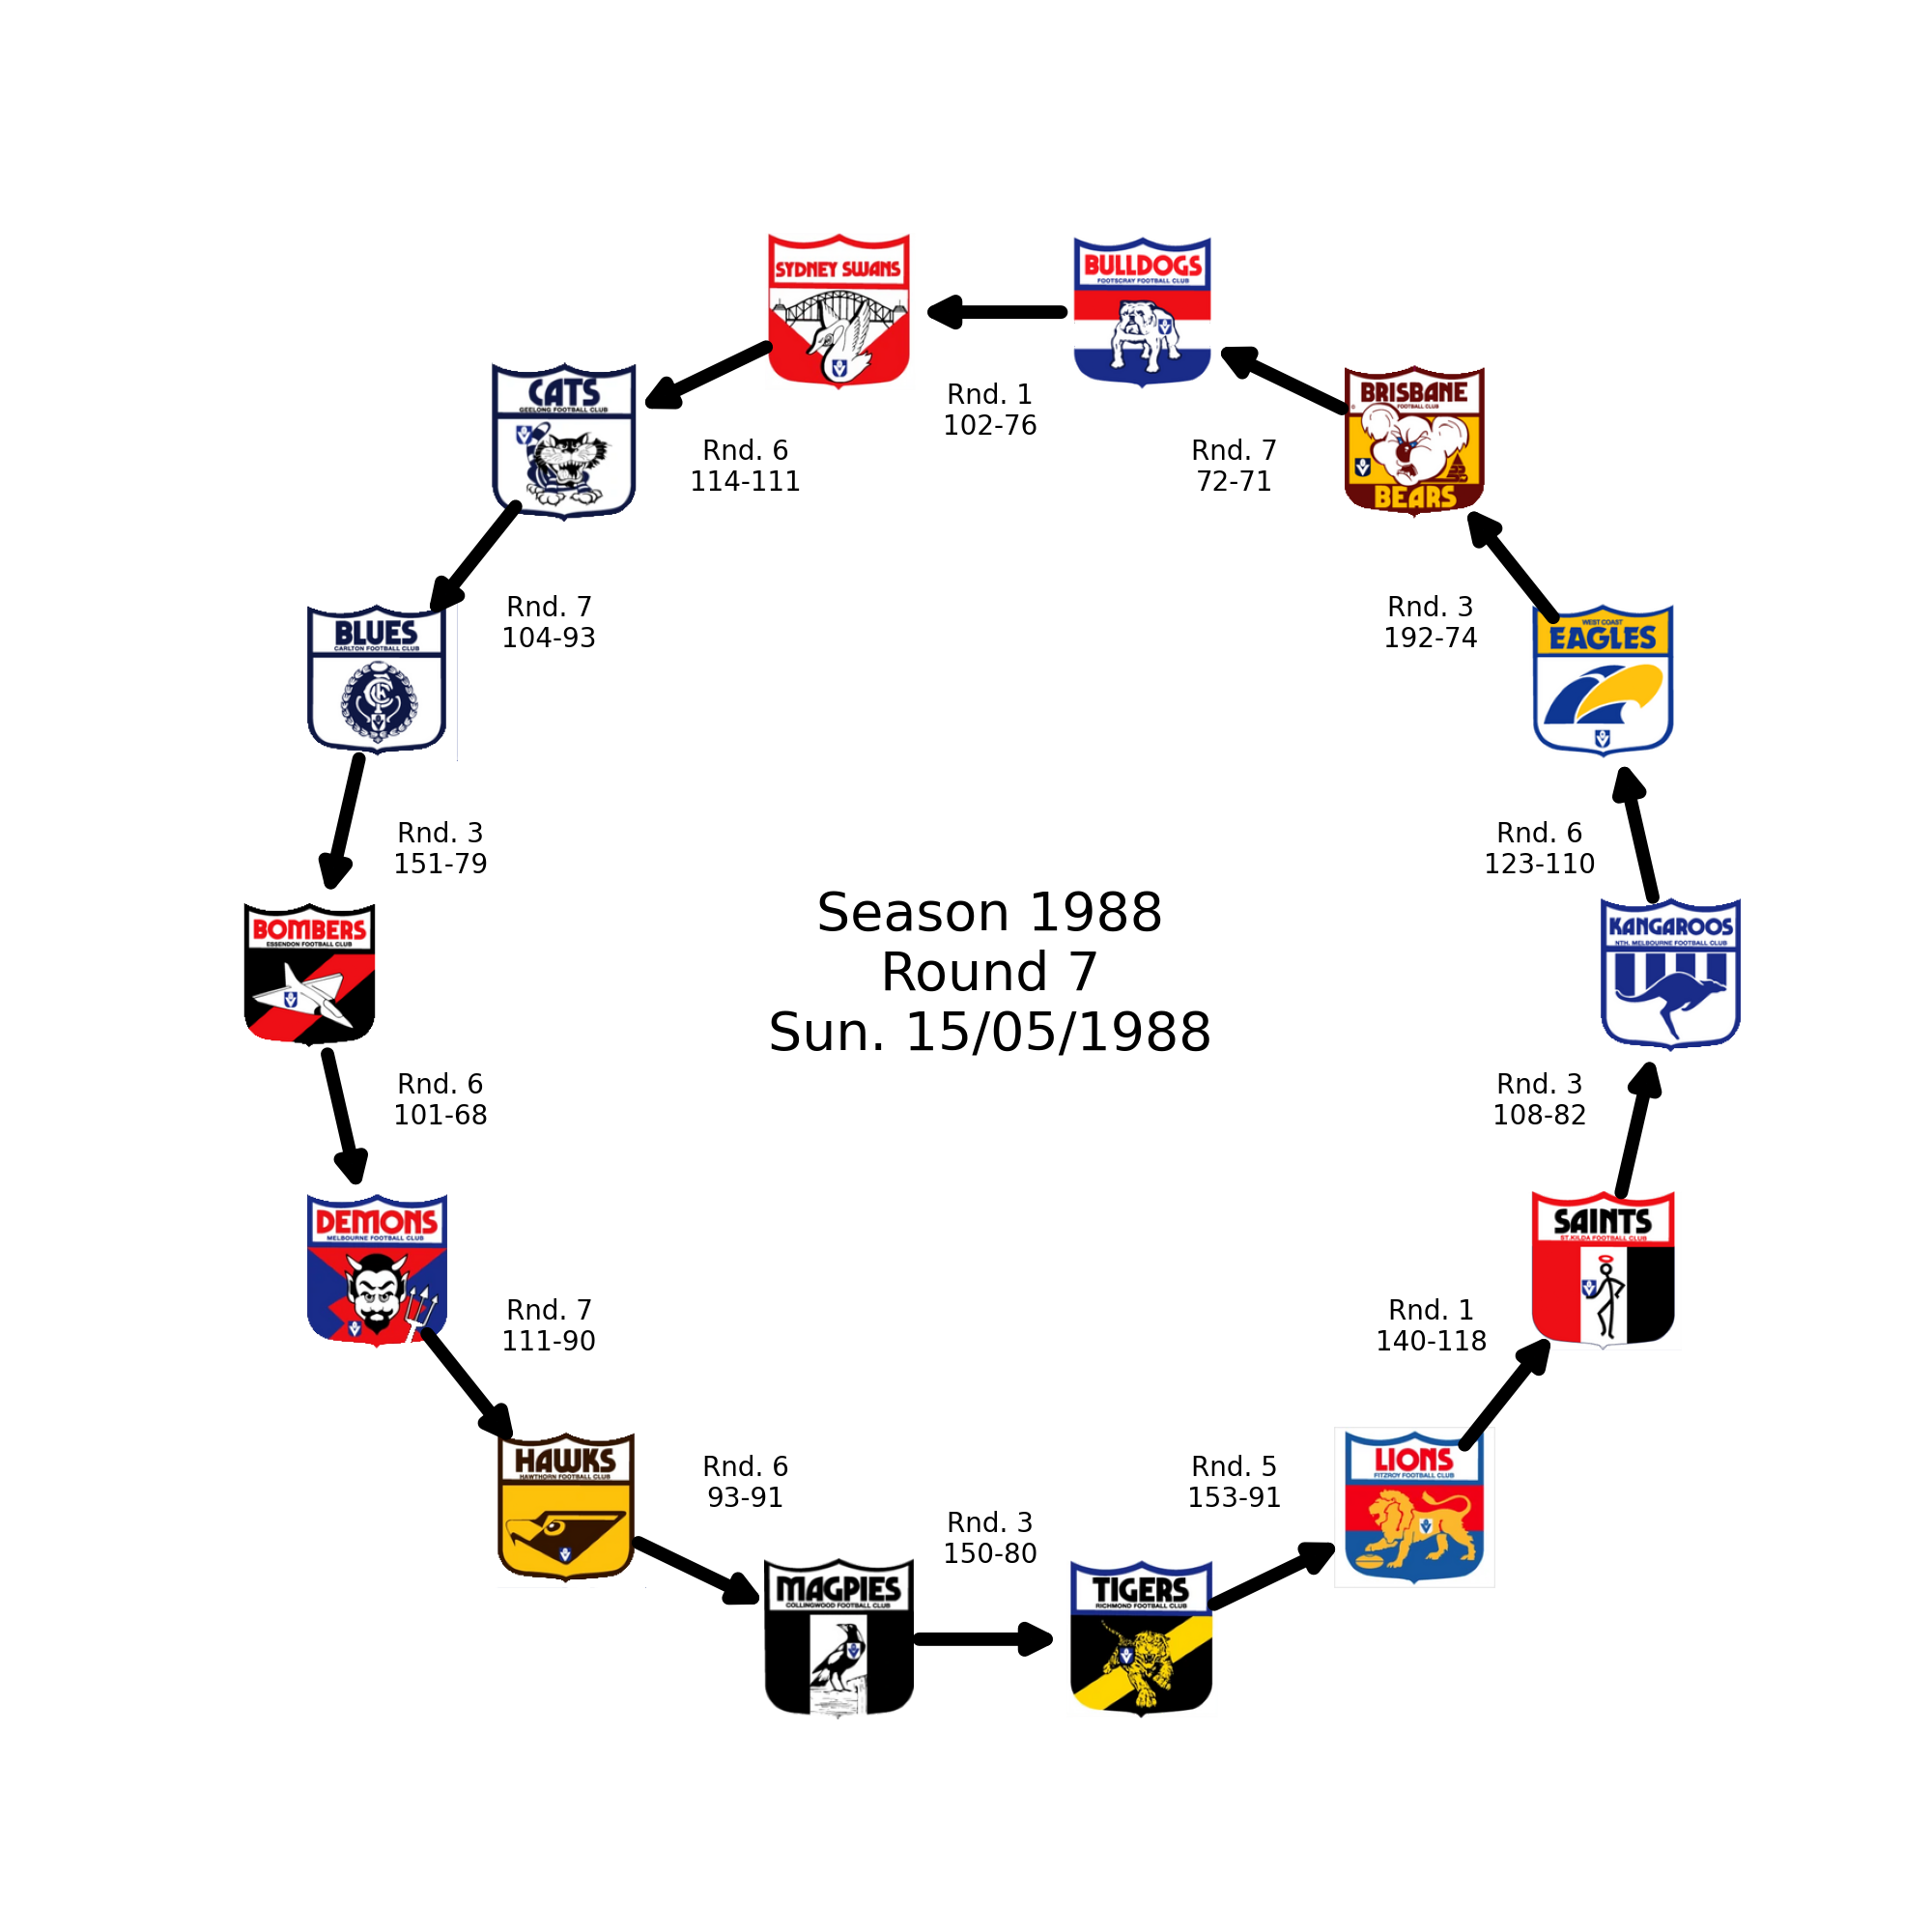 SYDNEY SWANS
BULLDOGS
FOOTSCRAY FOOTBALL CLUB
CATS
GEELONG FOOTBALL CLUB
BRISBANE
FOOTBALL CLUB
BEARS
Rnd. 1
102-76
Rnd. 6
114-111
Rnd. 7
72-71
BLUES
CARLTON FOOTBALL CLUB
Rnd. 7
104-93
Rnd. 3
192-74
WEST COAST
EAGLES
Rnd. 3
151-79
Rnd. 6
123-110
BOMBERS
ESSENDON FOOTBALL CLUB
Season 1988
Round 7
Sun. 15/05/1988
KANGAROOS
NTH. MELBOURNE FOOTBALL CLUB
Rnd. 6
101-68
Rnd. 3
108-82
DEMONS
MELBOURNE FOOTBALL CLUB
SAINTS
ST.KILDA FOOTBALL CLUB
Rnd. 7
111-90
Rnd. 1
140-118
HAWKS
HAWTHORN FOOTBALL CLUB
Rnd. 6
93-91
Rnd. 5
153-91
LIONS
FITZROY FOOTBALL CLUB
Rnd. 3
150-80
MAGPIES
COLLINGWOOD FOOTBALL CLUB
TIGERS
RICHMOND FOOTBALL CLUB